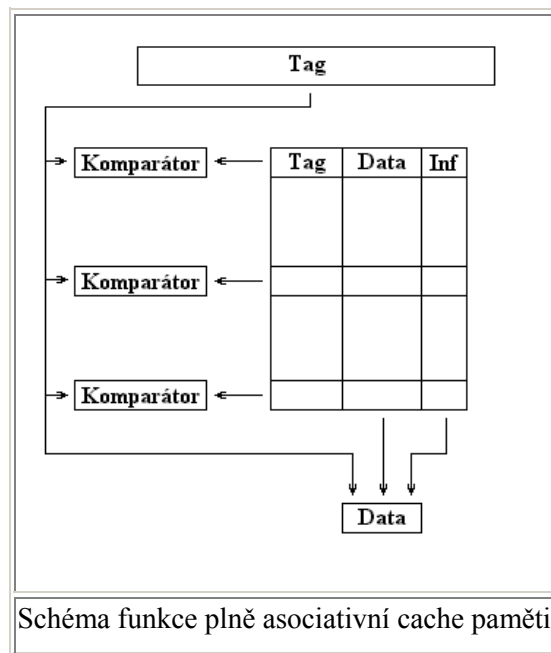 Tag
Komparátor
Tag Data Inf
Komparátor
Komparátor
Data
Schéma funkce plně asociativní cache paměti